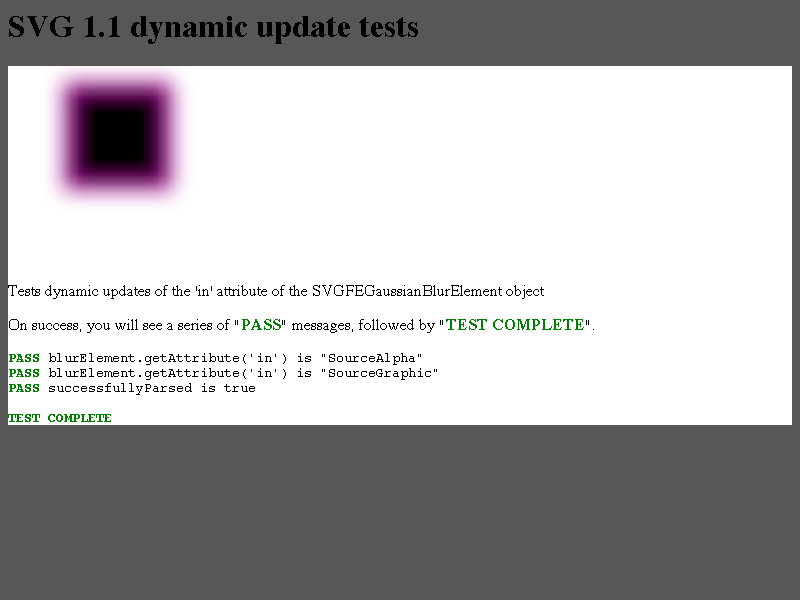 SVG 1.1 dynamic update tests
Tests dynamic updates of the 'in' attribute of the SVGFEGaussianBlurElement object
On success, you will see a series of "PASS" messages, followed by "TEST COMPLETE".
PASS blurElement.getAttribute('in') is "SourceAlpha"
PASS blurElement.getAttribute('in') is "SourceGraphic"
PASS successfullyParsed is true
TEST COMPLETE